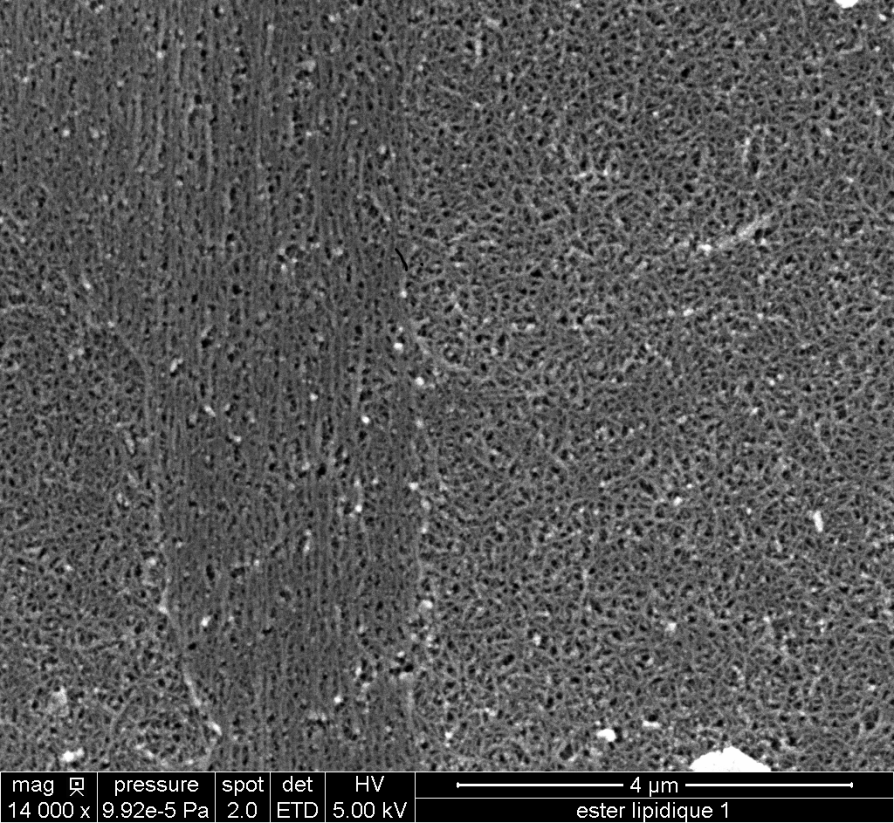 mag pressure spot det HV 4 µm
14 000 x 9.92e-5 Pa 2.0 ETD 5.00 kV ester lipidique 1